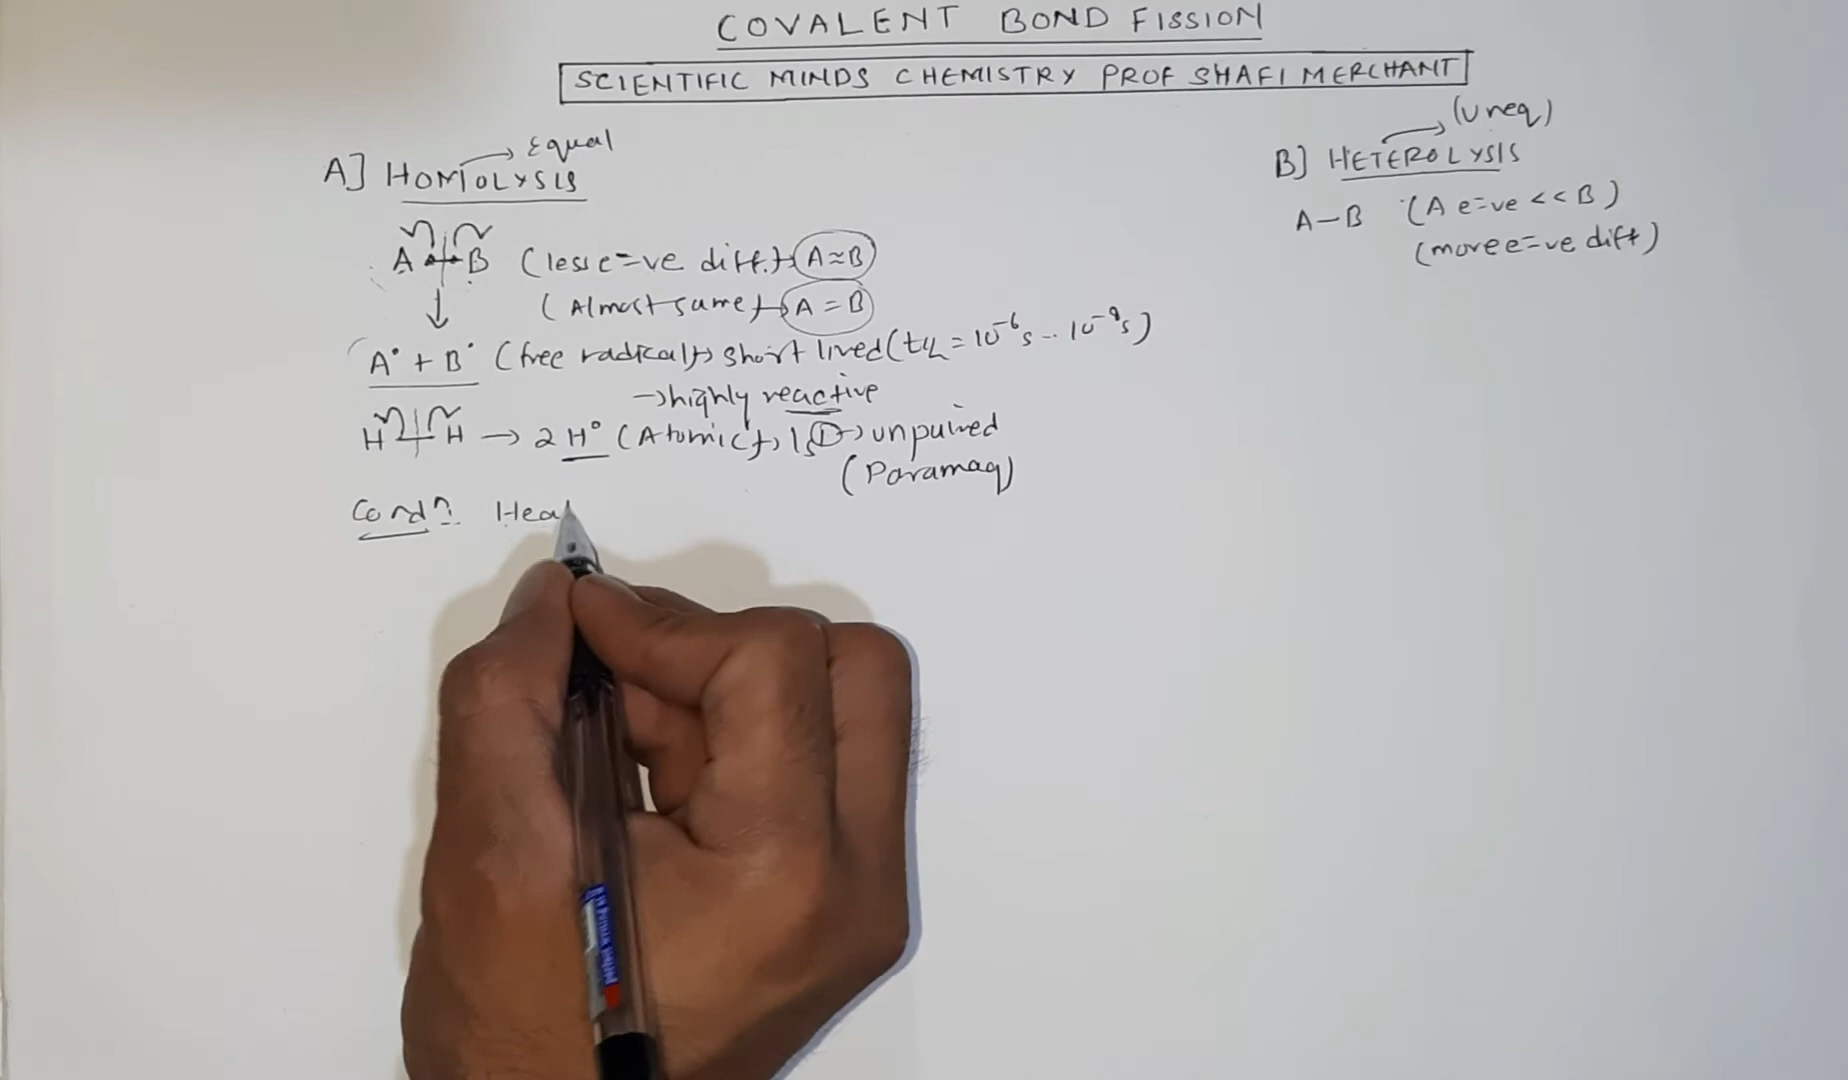 COVALENT BOND FISSION
SCIENTIFIC MINDS CHEMISTRY PROF SHAFI MERCHANT
A] HOMOLYSIS → Equal
A B (less e=ve diff.) → A≈B
(Almost same) → A=B
A• + B• (free radical) → short lived (t½ = 10⁻⁶s .. 10⁻⁹s)
→ highly reactive
H H → 2 H° (Atomic) → 1s unpaired
(Paramag)
Condn: Hea
B] HETEROLYSIS → (Uneq)
A–B (A e=ve << B)
(more e=ve diff)